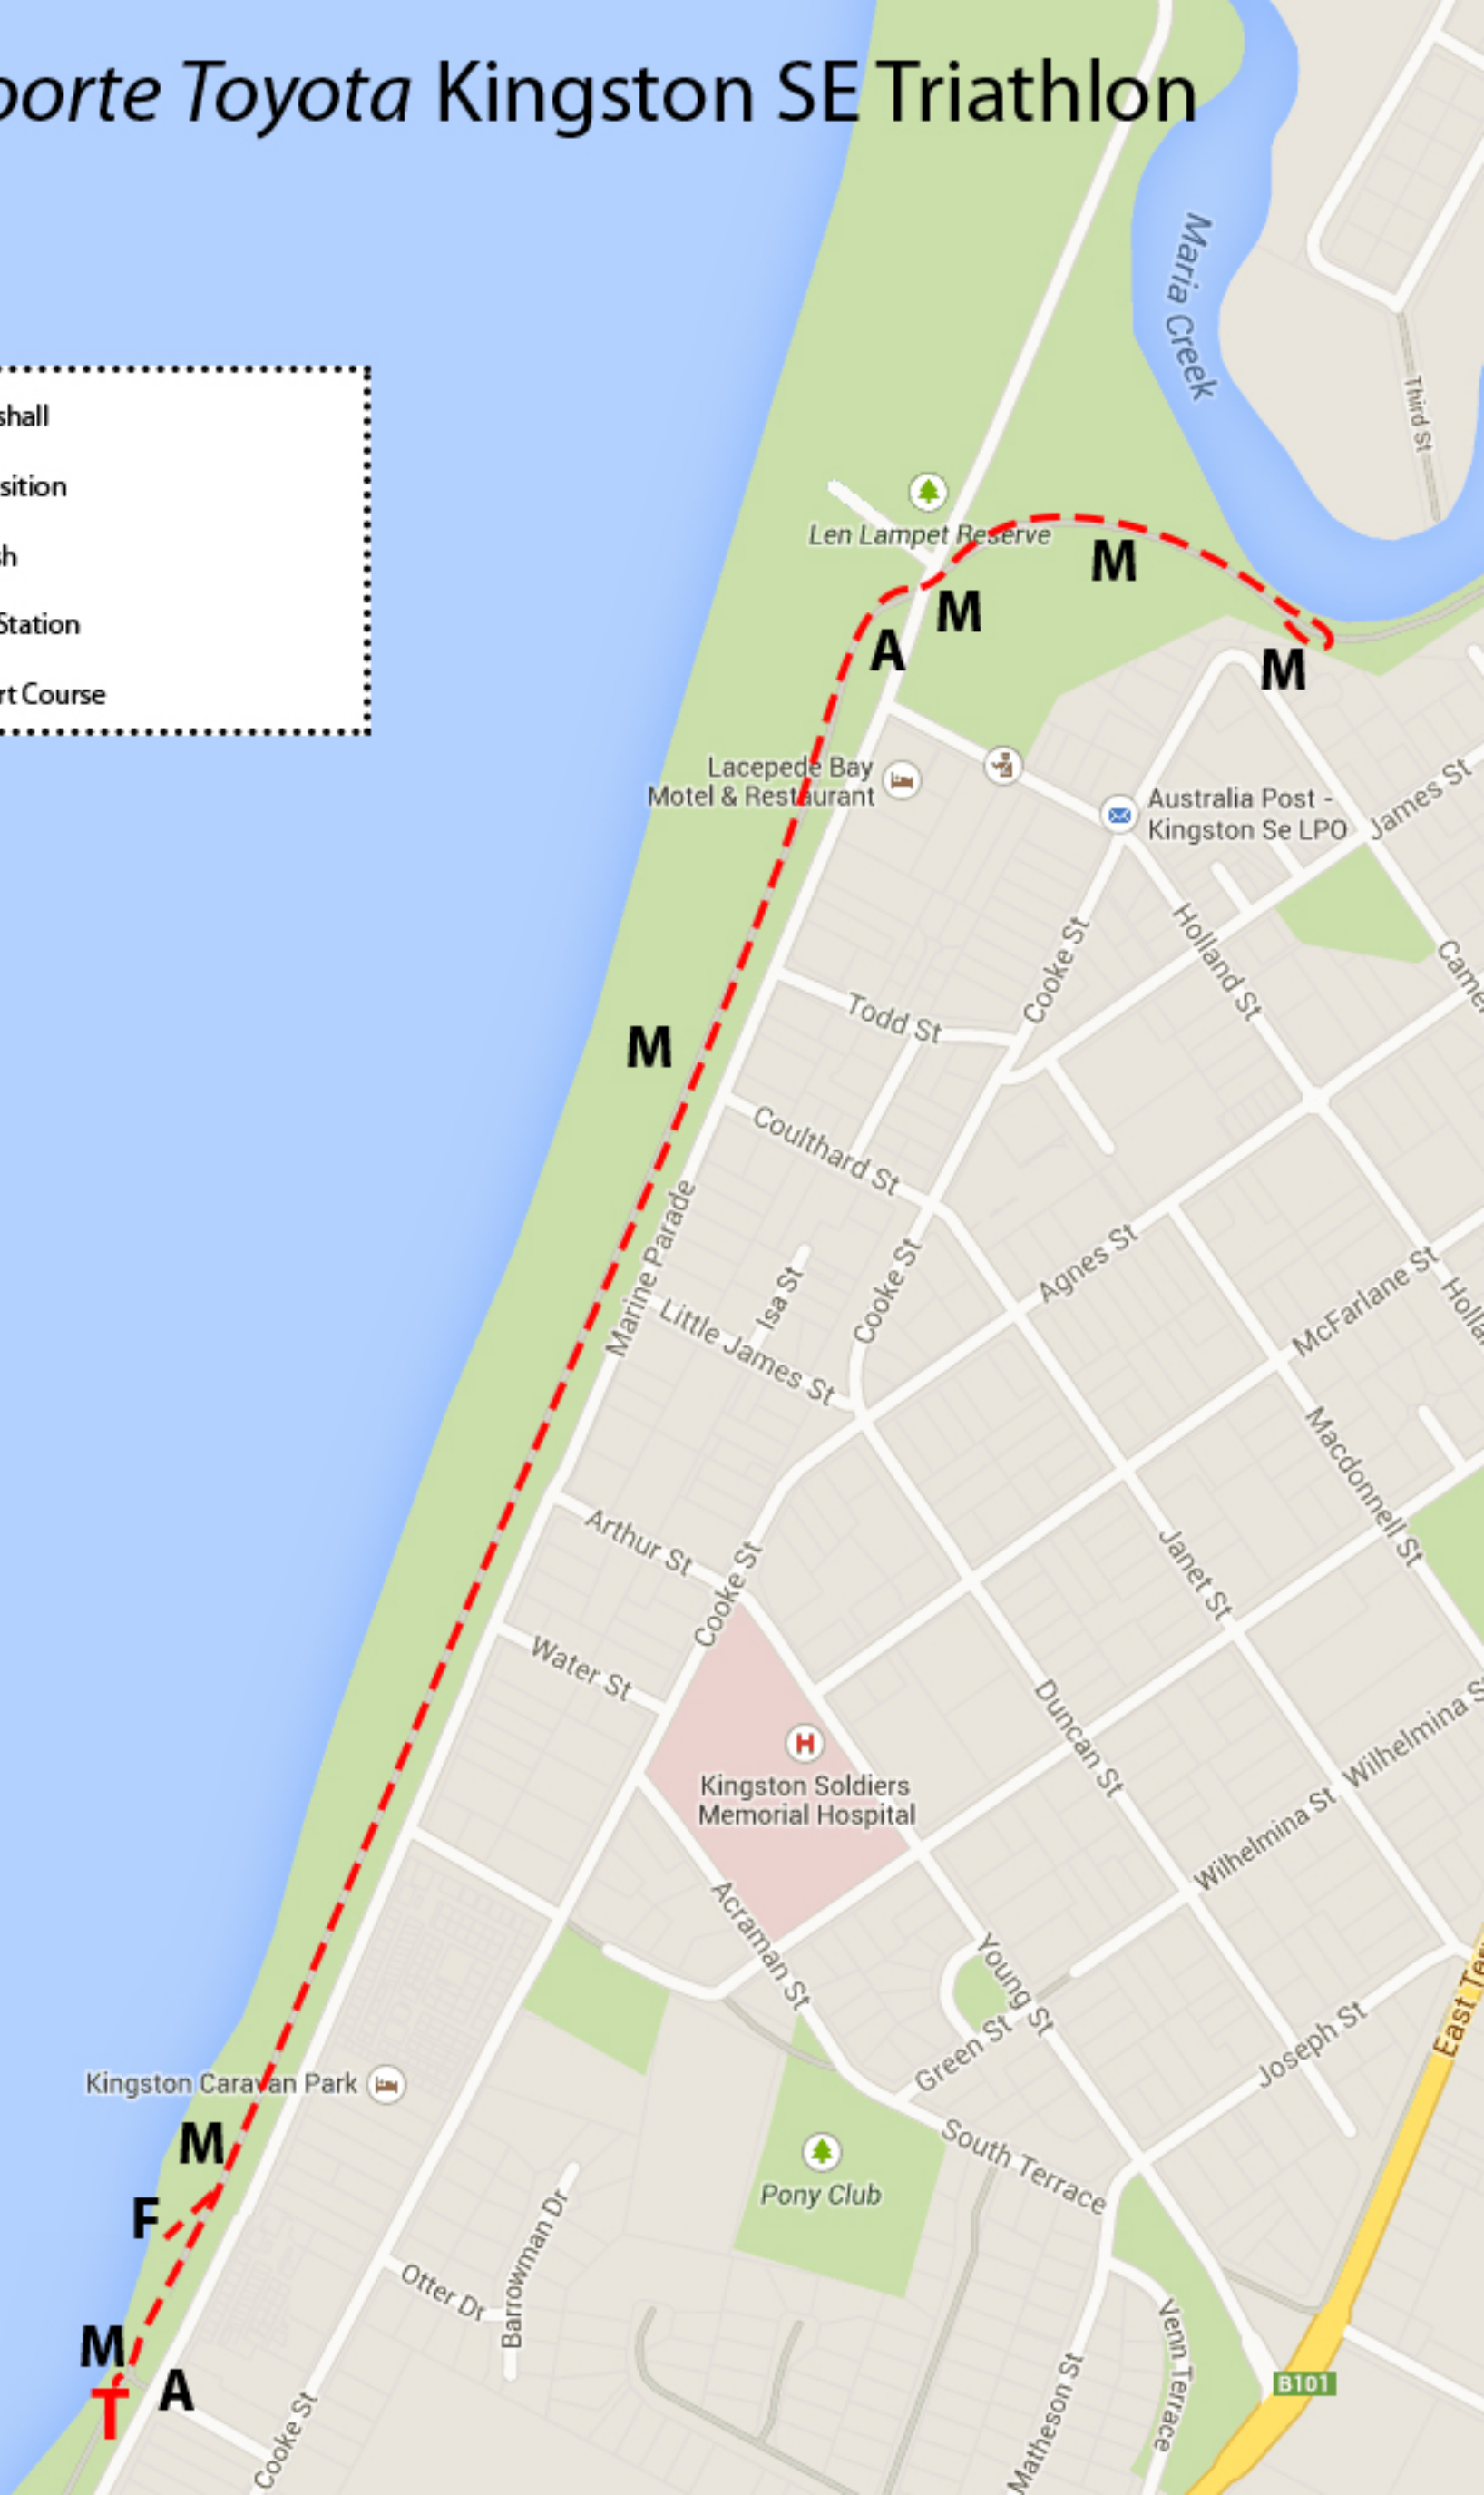 porte Toyota Kingston SE Triathlon
Maria Creek
Third St
shall
sition
sh
Station
rt Course
Len Lampet Reserve
M
M
A
M
Lacepede Bay
Motel & Restaurant
Australia Post -
Kingston Se LPO
James St
Holland St
Cooke St
Came
Todd St
M
Coulthard St
Marine Parade
Isa St
Cooke St
Agnes St
McFarlane St
Holla
Little James St
Macdonnell St
Arthur St
Cooke St
Janet St
Water St
Duncan St
H
Kingston Soldiers
Memorial Hospital
Wilhelmina S
Wilhelmina St
Acraman St
Young St
Green St
Joseph St
East Ter
Kingston Caravan Park
M
South Terrace
F
Pony Club
Otter Dr
Barrowman Dr
M
T
A
Cooke St
Matheson St
Venn Terrace
B101